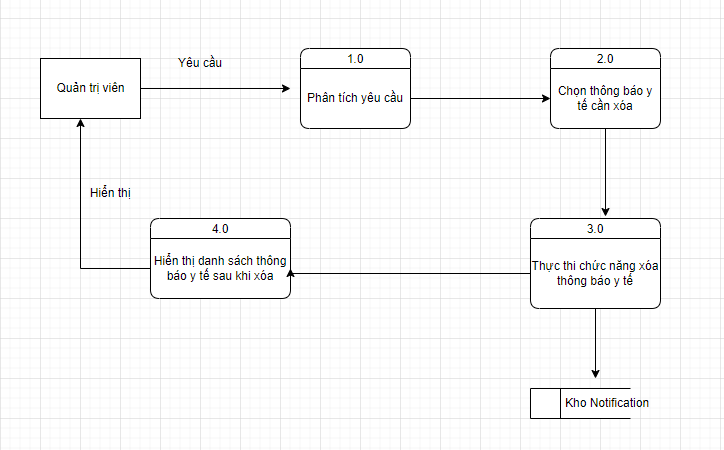 Yêu cầu
Quản trị viên
1.0
Phân tích yêu cầu
2.0
Chọn thông báo y
tế cần xóa
Hiển thị
4.0
Hiển thị danh sách thông
báo y tế sau khi xóa
3.0
Thực thi chức năng xóa
thông báo y tế
Kho Notification